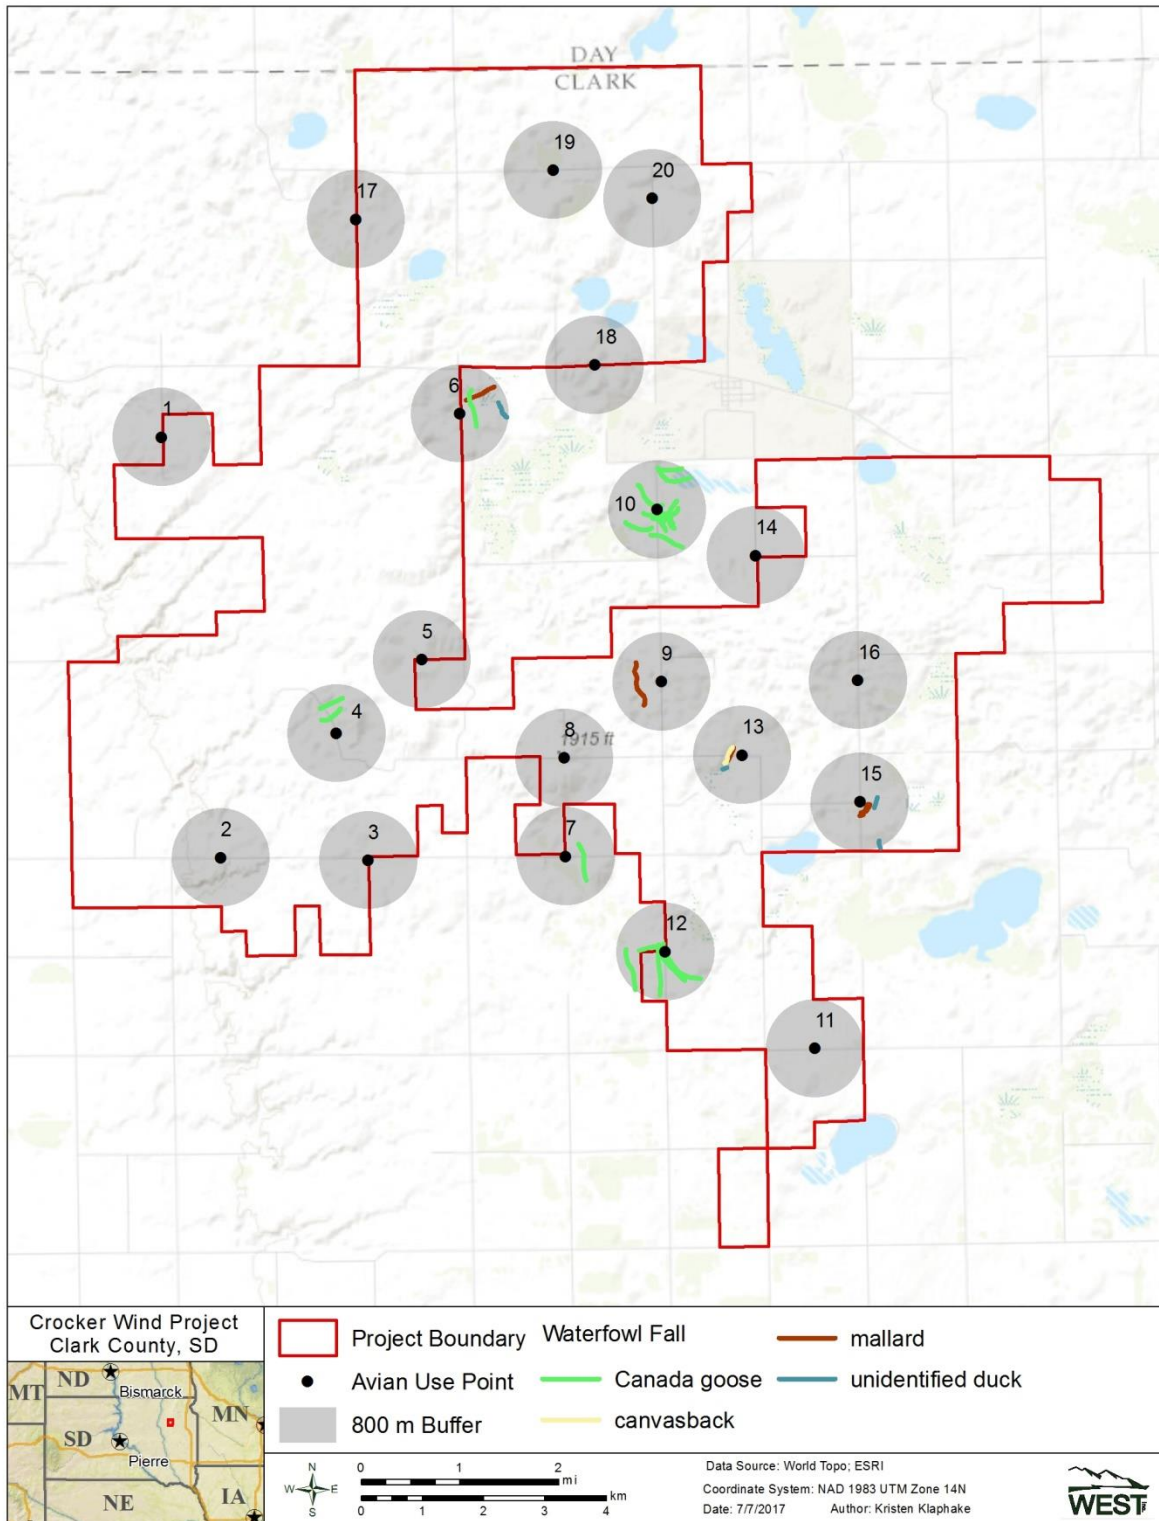 DAY
CLARK
19
20
17
18
6
1
10
14
5
9
16
4
8
1915 ft
13
15
2
3
7
12
11
Crocker Wind Project
Clark County, SD
MT
ND
Bismarck
MN
SD
Pierre
NE
IA
Project Boundary
Avian Use Point
800 m Buffer
Waterfowl Fall
Canada goose
canvasback
mallard
unidentified duck
N
W E
S
0 1 2
mi
km
0 1 2 3 4
Data Source: World Topo; ESRI
Coordinate System: NAD 1983 UTM Zone 14N
Date: 7/7/2017 Author: Kristen Klaphake
WEST